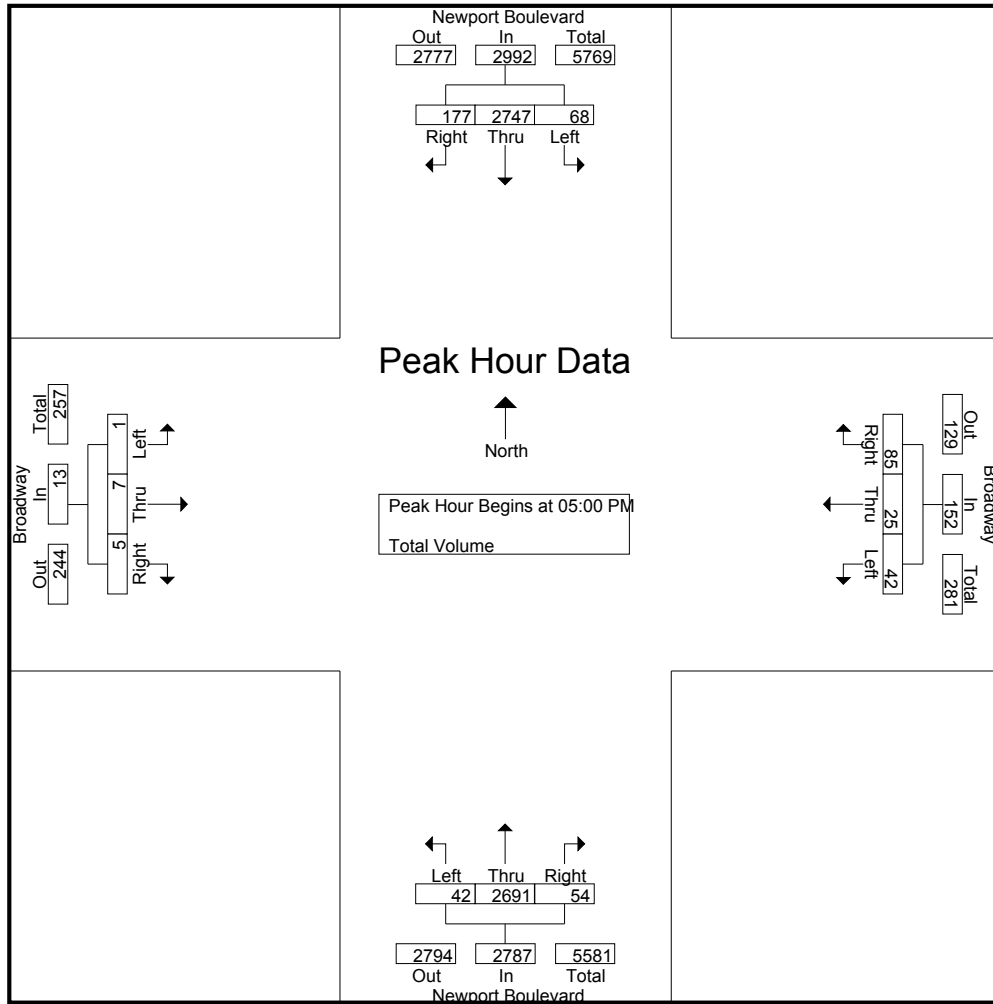 Newport Boulevard
Out In Total
2777 2992 5769
177 2747 68
Right Thru Left
Peak Hour Data
North
Peak Hour Begins at 05:00 PM
Total Volume
Broadway
Total In Out
257 13 244
1 7 5
Left Thru Right
Broadway
Out In Total
129 152 281
85 25 42
Right Thru Left
Left Thru Right
42 2691 54
2794 2787 5581
Out In Total
Newport Boulevard